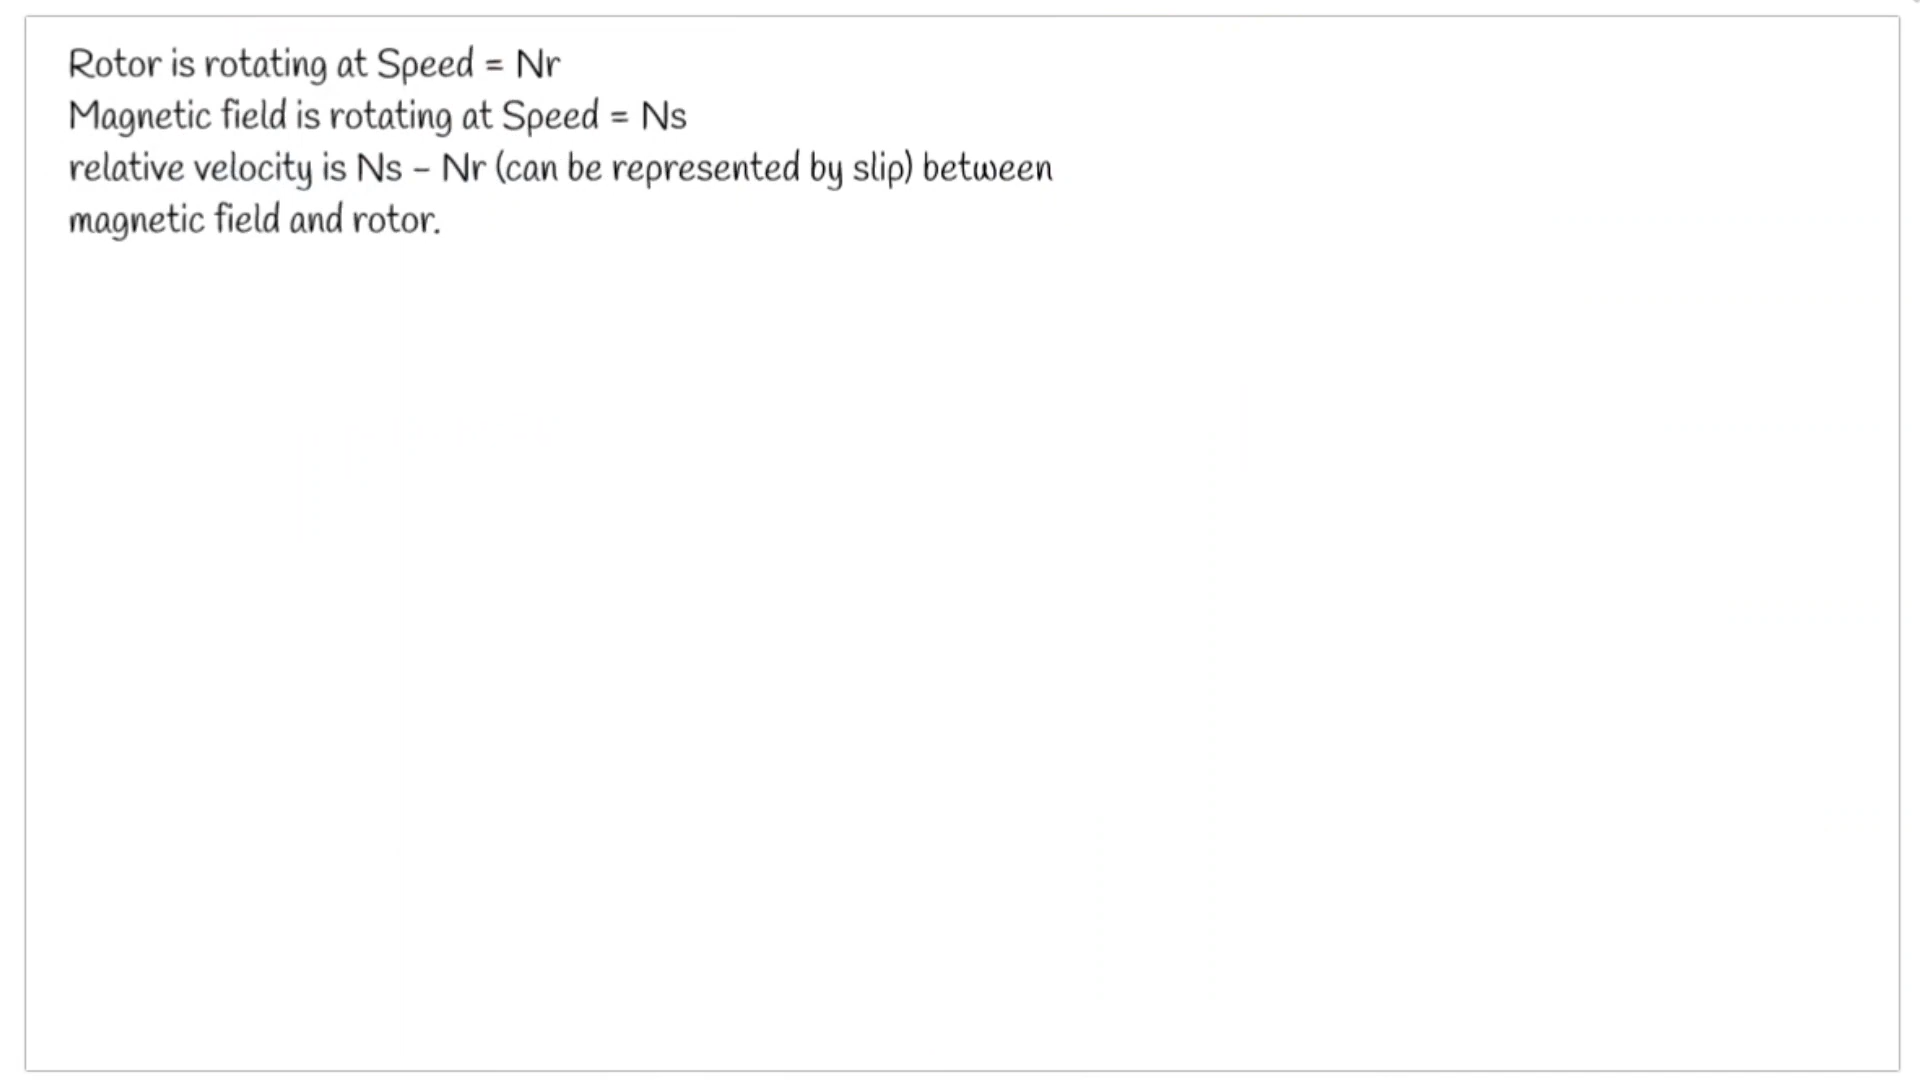 Rotor is rotating at Speed = Nr
Magnetic field is rotating at Speed = Ns
relative velocity is Ns - Nr (can be represented by slip) between
magnetic field and rotor.